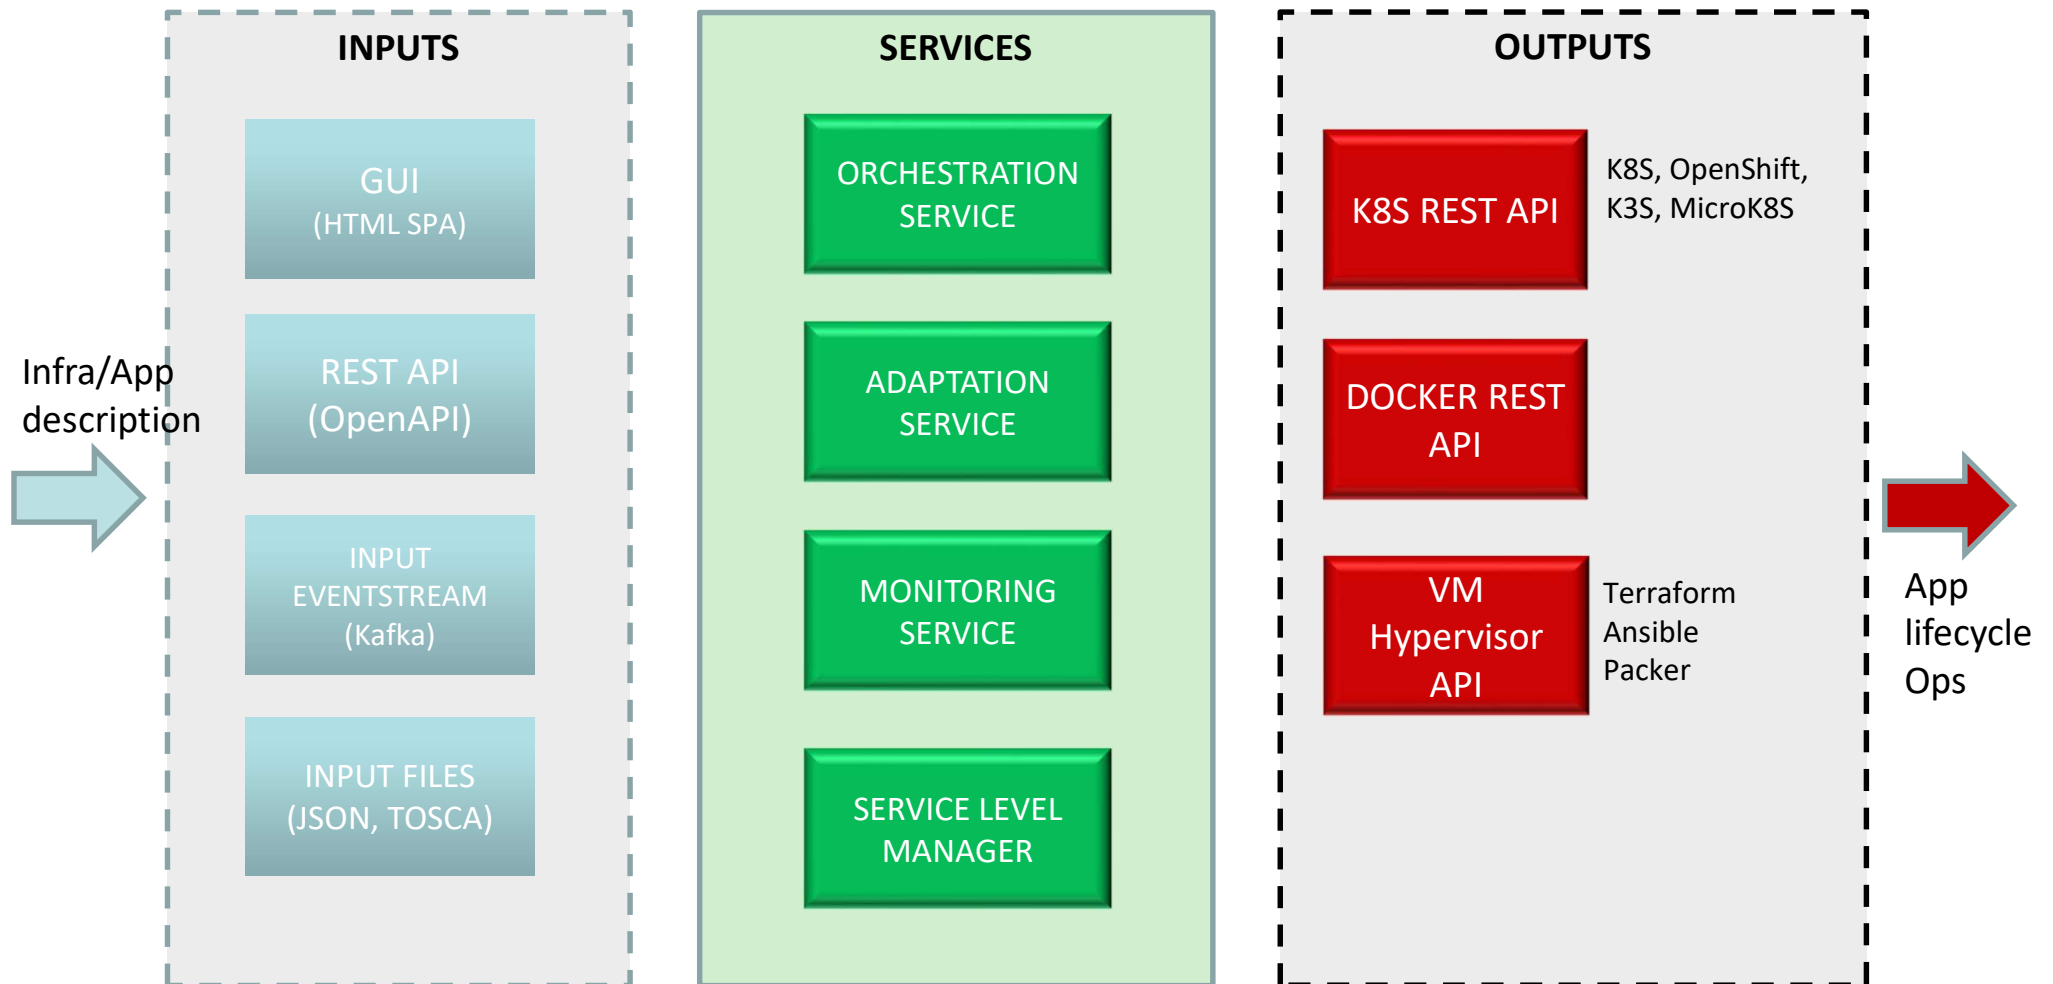 Infra/App
description
INPUTS
GUI
(HTML SPA)
REST API
(OpenAPI)
INPUT
EVENTSTREAM
(Kafka)
INPUT FILES
(JSON, TOSCA)
SERVICES
ORCHESTRATION
SERVICE
ADAPTATION
SERVICE
MONITORING
SERVICE
SERVICE LEVEL
MANAGER
OUTPUTS
K8S REST API
K8S, OpenShift,
K3S, MicroK8S
DOCKER REST
API
VM
Hypervisor
API
Terraform
Ansible
Packer
App
lifecycle
Ops